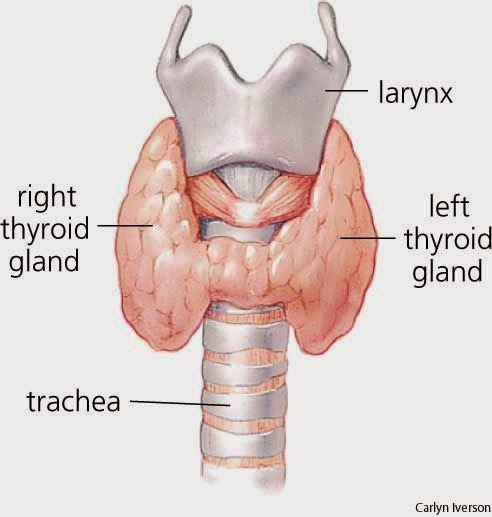 larynx
right
thyroid
gland
left
thyroid
gland
trachea
Carlyn Iverson